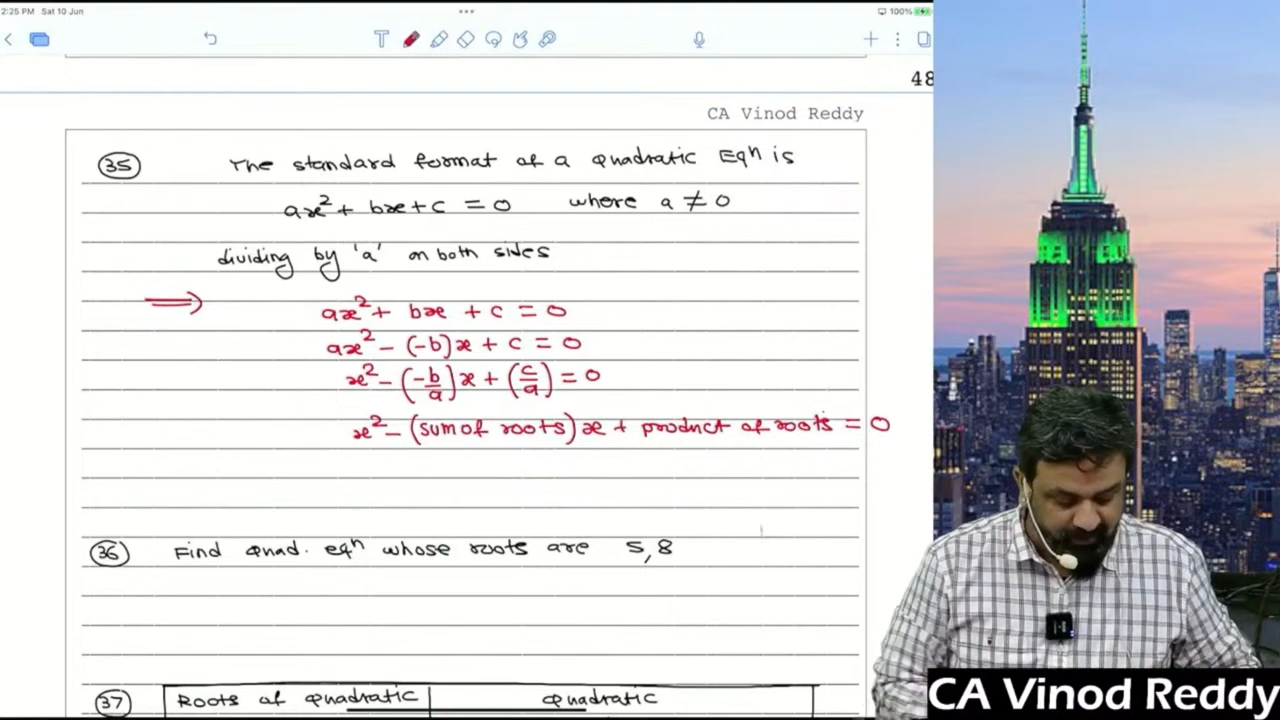 2:25 PM Sat 10 Jun
100%
48
CA Vinod Reddy
35 The standard format of a quadratic Eqn is
ax² + bx + c = 0 where a ≠ 0
dividing by 'a' on both sides
⇒ ax² + bx + c = 0
ax² - (-b)x + c = 0
x² - (-b/a)x + (c/a) = 0
x² - (sum of roots)x + product of roots = 0
36 Find quad. eqn whose roots are 5,8
37 Roots of quadratic quadratic
CA Vinod Reddy